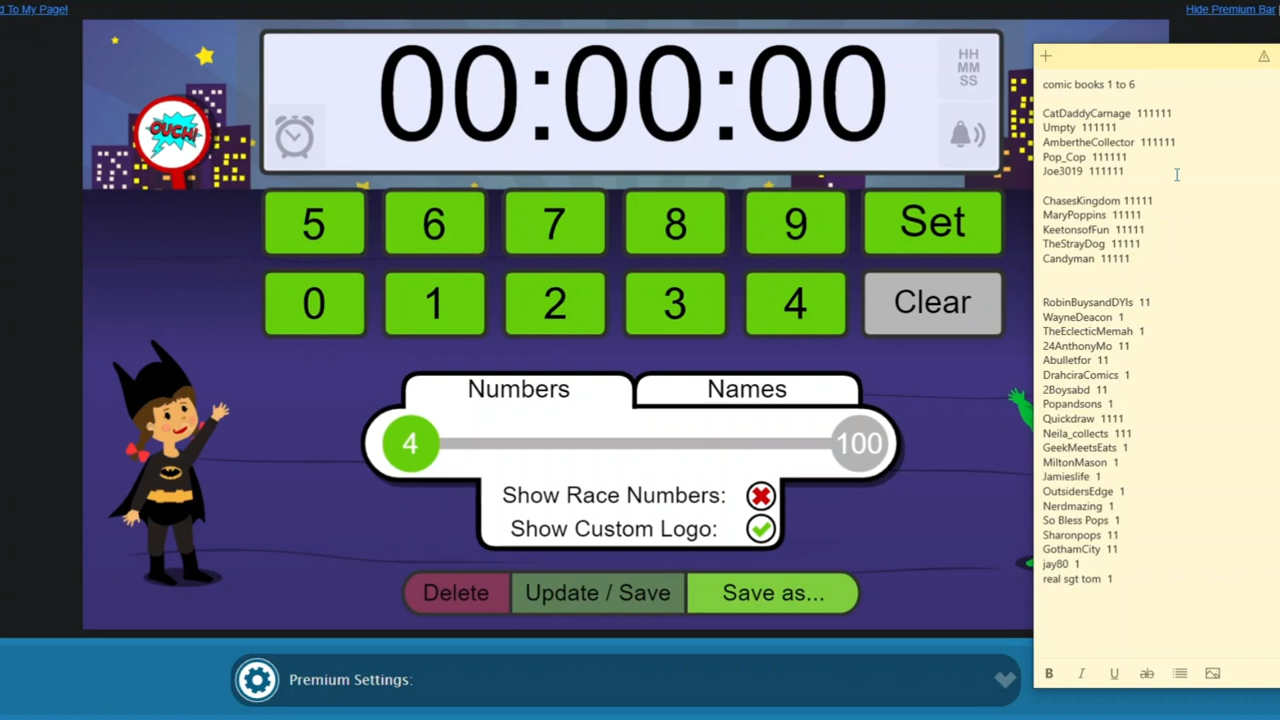 d To My Page!
Hide Premium Bar
00:00:00
HH
MM
SS
OUCH!
5 6 7 8 9 Set
0 1 2 3 4 Clear
Numbers Names
4 100
Show Race Numbers:
Show Custom Logo:
Delete Update / Save Save as...
Premium Settings:
comic books 1 to 6
CatDaddyCarnage 111111
Umpty 111111
AmbertheCollector 111111
Pop_Cop 111111
Joe3019 111111
ChasesKingdom 11111
MaryPoppins 11111
KeetonsofFun 11111
TheStrayDog 11111
Candyman 11111
RobinBuysandDYIs 11
WayneDeacon 1
TheEclecticMemah 1
24AnthonyMo 11
Abulletfor 11
DrahciraComics 1
2Boysabd 11
Popandsons 1
Quickdraw 1111
Neila_collects 111
GeekMeetsEats 1
MiltonMason 1
Jamieslife 1
OutsidersEdge 1
Nerdmazing 1
So Bless Pops 1
Sharonpops 11
GothamCity 11
jay80 1
real sgt tom 1
B I U ab